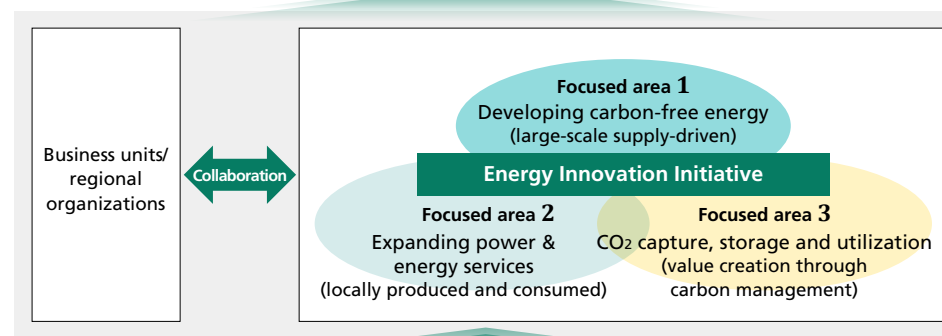 Business units/
regional
organizations
Collaboration
Focused area 1
Developing carbon-free energy
(large-scale supply-driven)
Energy Innovation Initiative
Focused area 2
Expanding power &
energy services
(locally produced and consumed)
Focused area 3
CO2 capture, storage and utilization
(value creation through
carbon management)